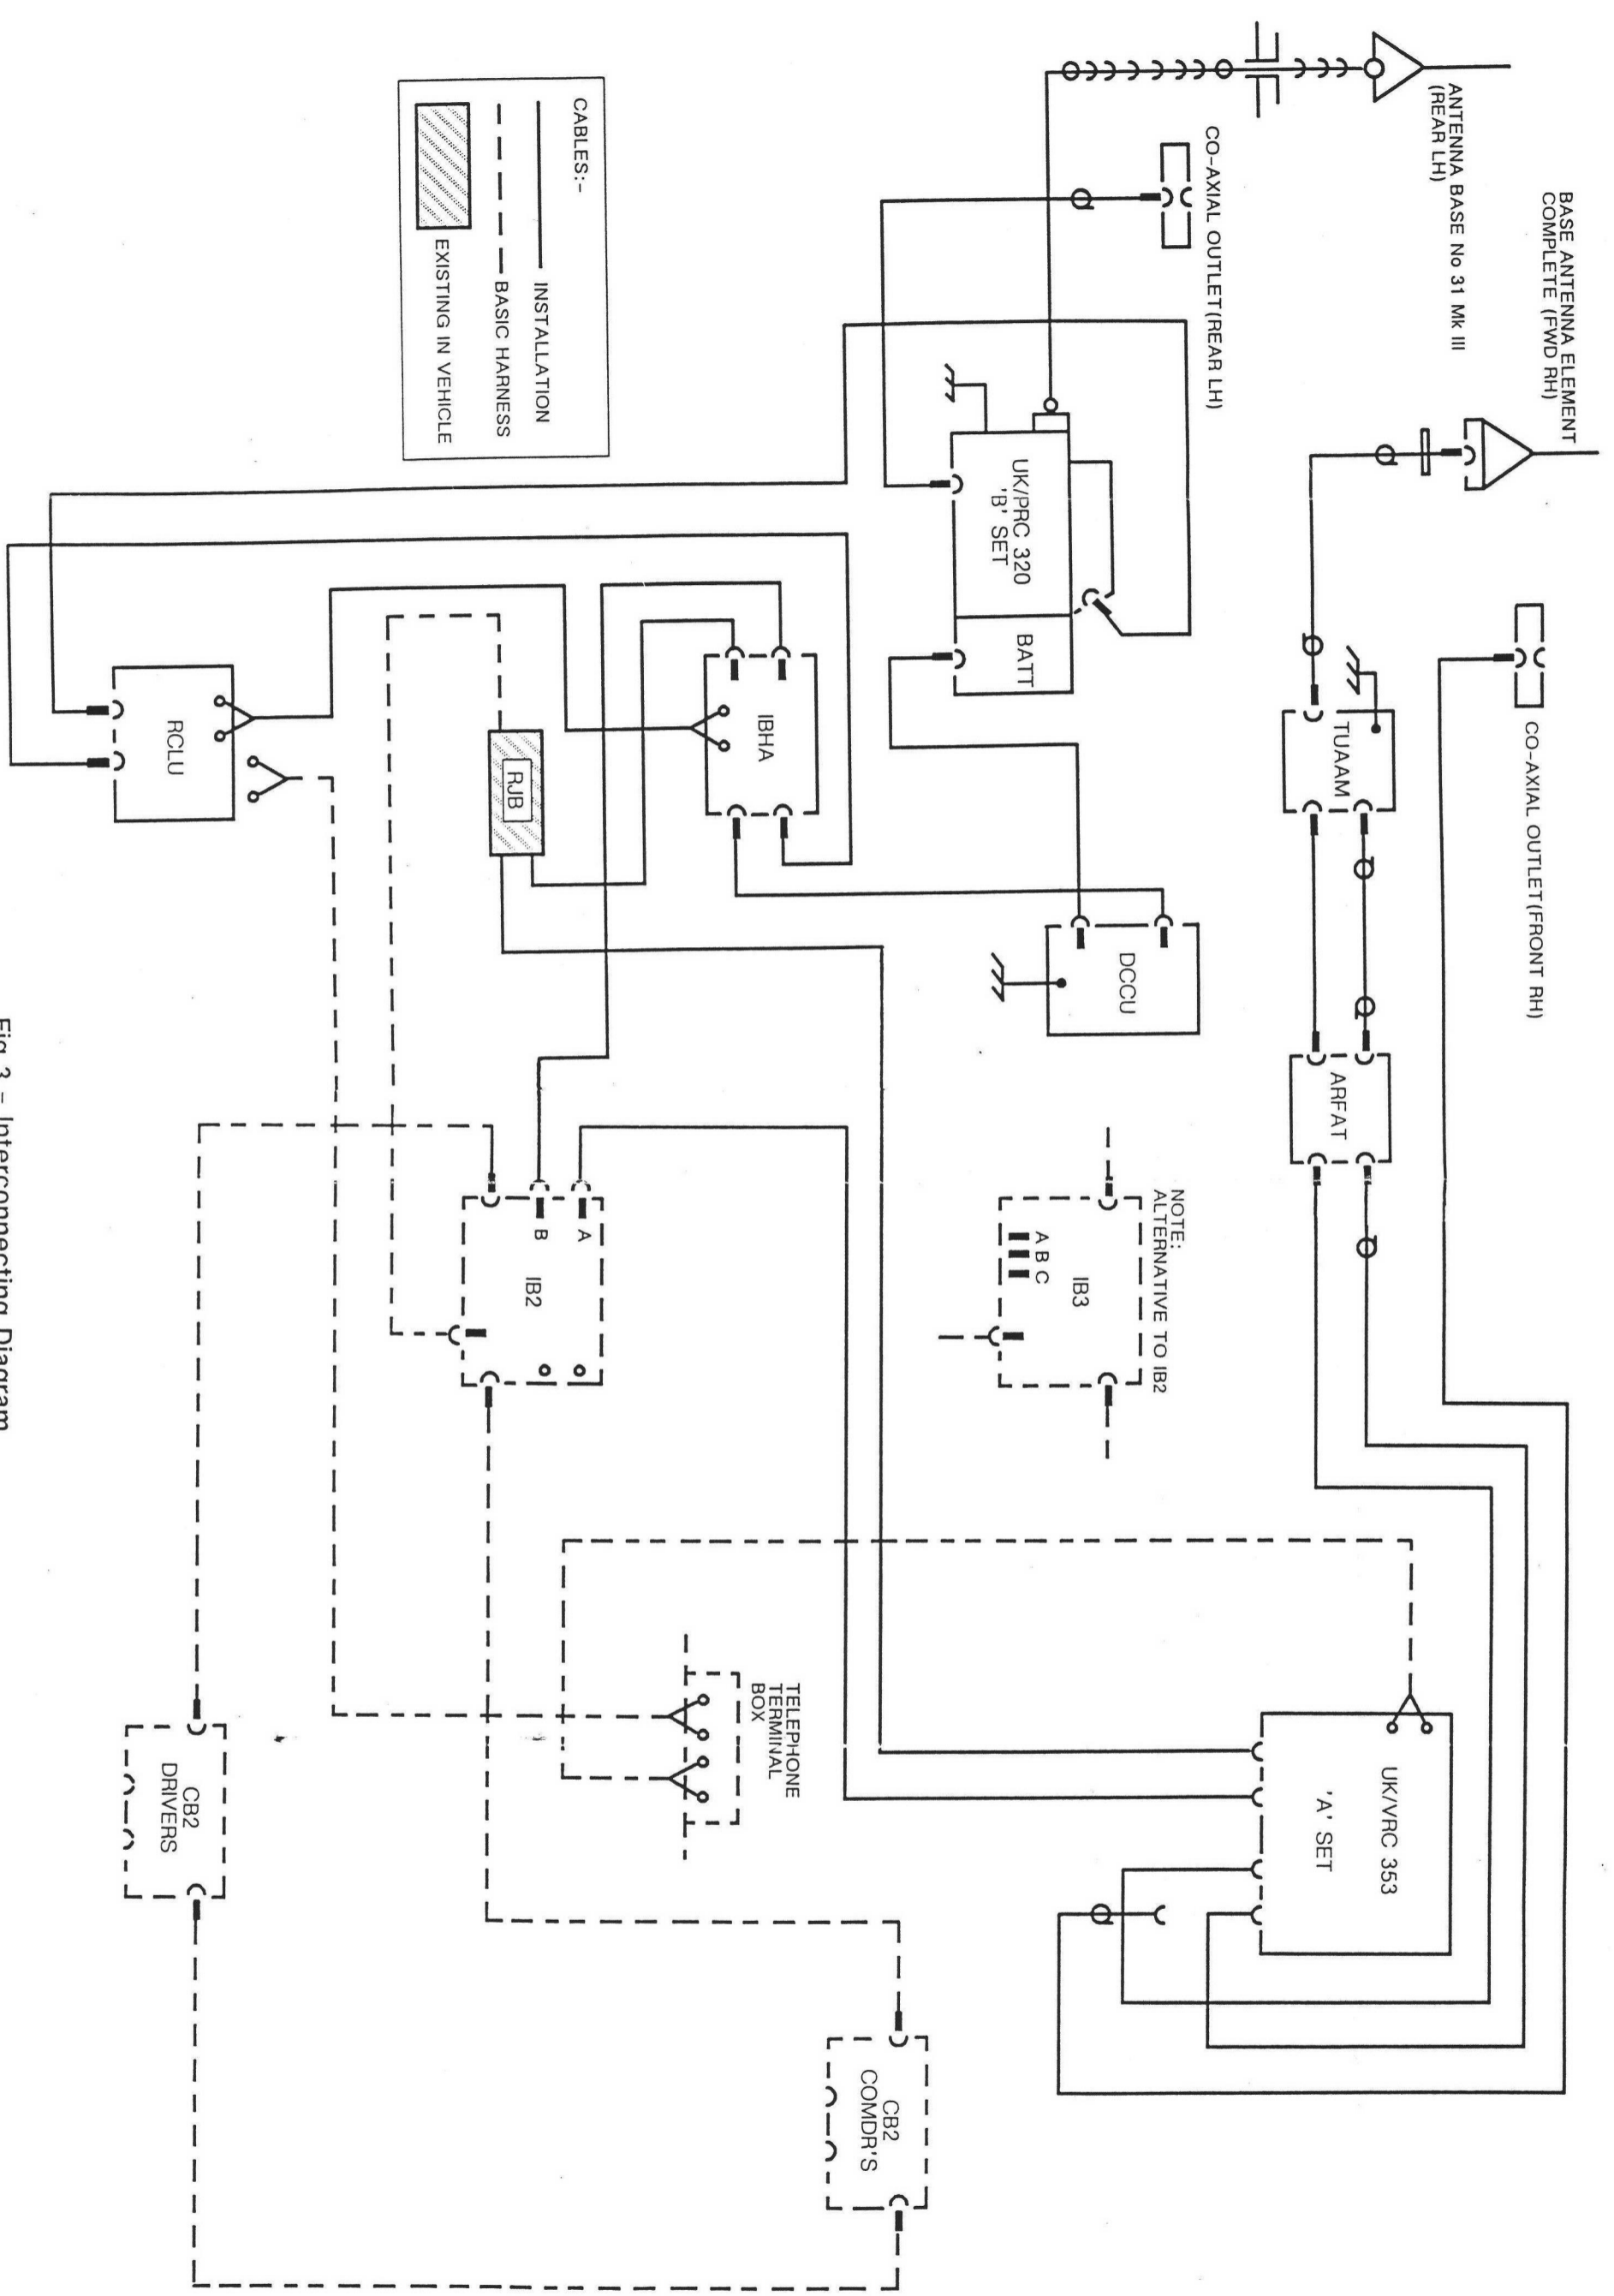 BASE ANTENNA ELEMENT
COMPLETE (FWD RH)
ANTENNA BASE No 31 Mk III
(REAR LH)
CO-AXIAL OUTLET(FRONT RH)
CO-AXIAL OUTLET(REAR LH)
TUAAM
ARFAT
UK/VRC 353
'A' SET
UK/PRC 320
'B' SET
BATT
DCCU
NOTE:
ALTERNATIVE TO IB2
IB3
A B C
IBHA
RJB
IB2
A
B
TELEPHONE
TERMINAL
BOX
CB2
COMDR'S
CB2
DRIVERS
RCLU
CABLES:-
INSTALLATION
BASIC HARNESS
EXISTING IN VEHICLE
Fig 3 – Interconnecting Diagram